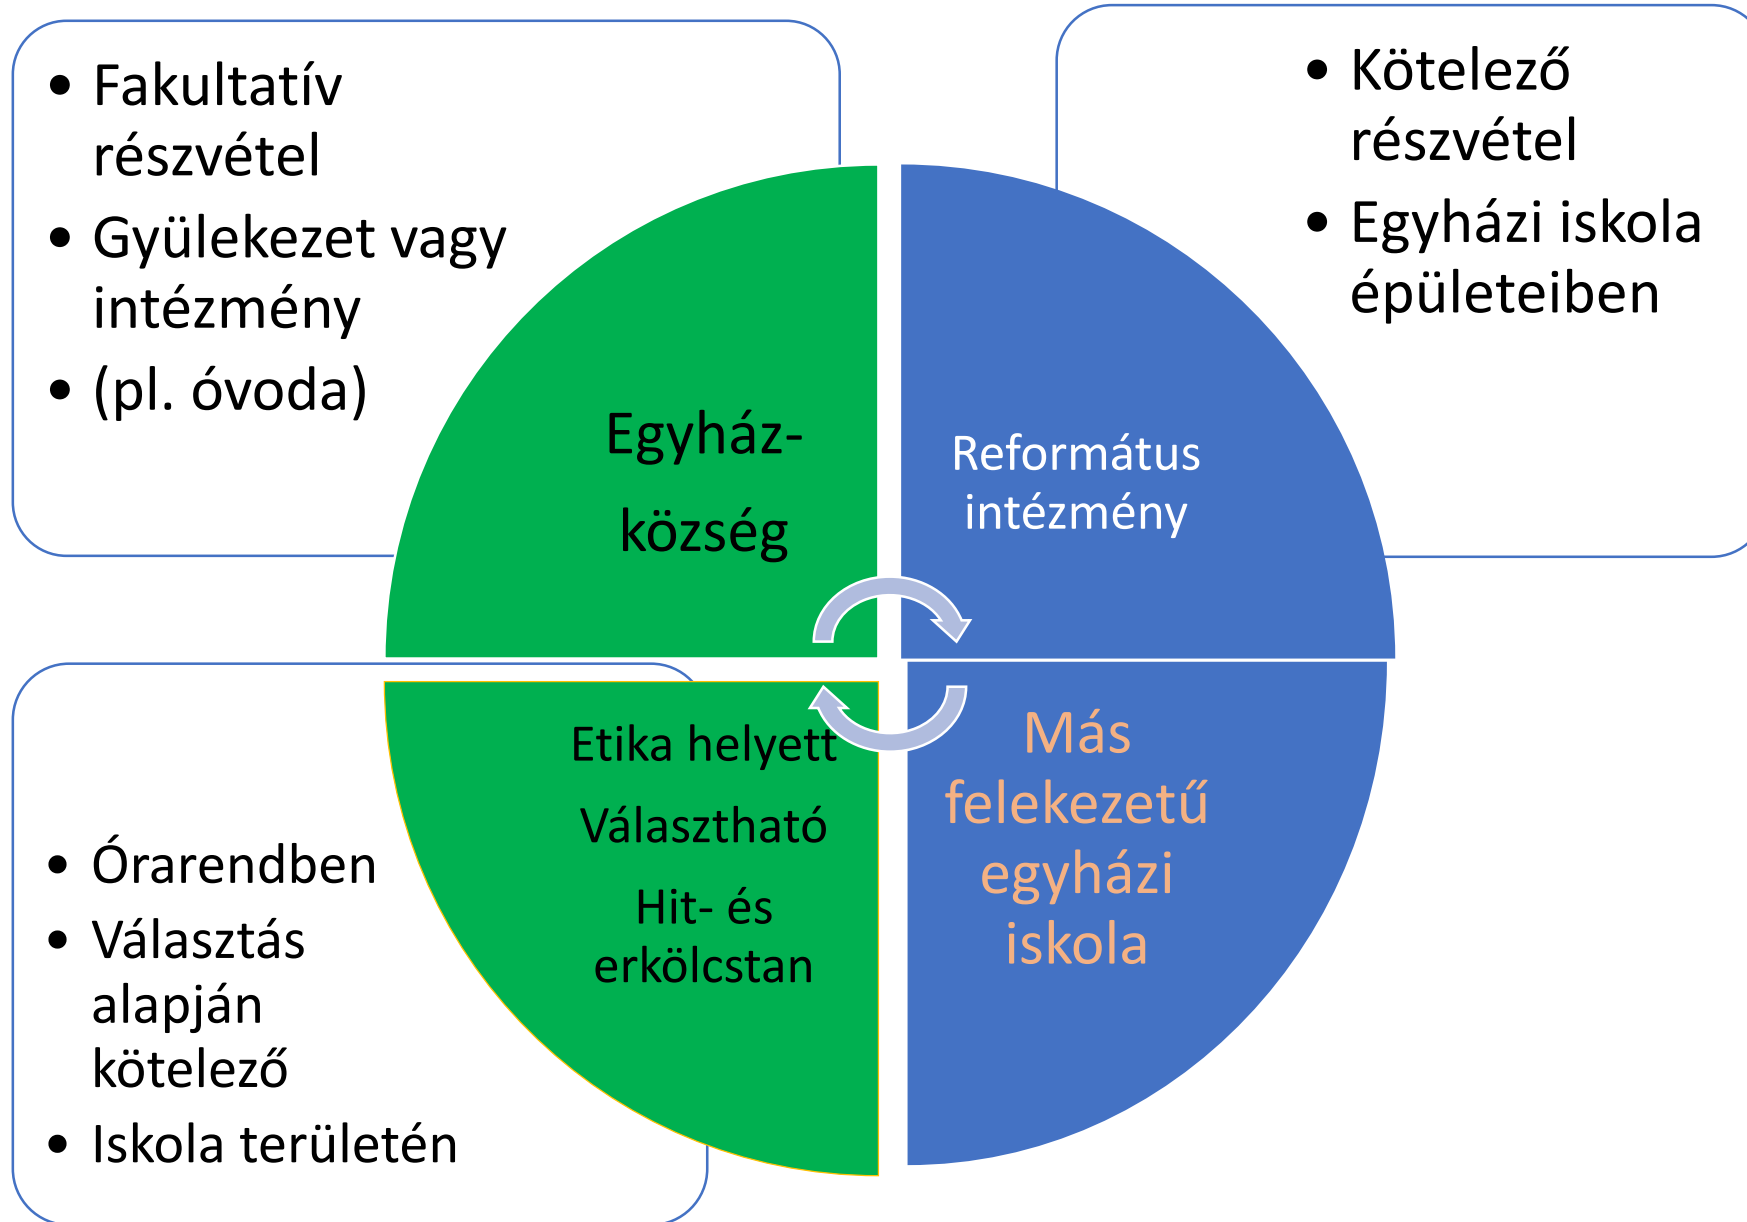 • Fakultatív
részvétel
• Gyülekezet vagy
intézmény
• (pl. óvoda)
• Kötelező
részvétel
• Egyházi iskola
épületeiben
Egyház-
község
Református
intézmény
Etika helyett
Választható
Hit- és
erkölcstan
Más
felekezetű
egyházi
iskola
• Órarendben
• Választás
alapján
kötelező
• Iskola területén